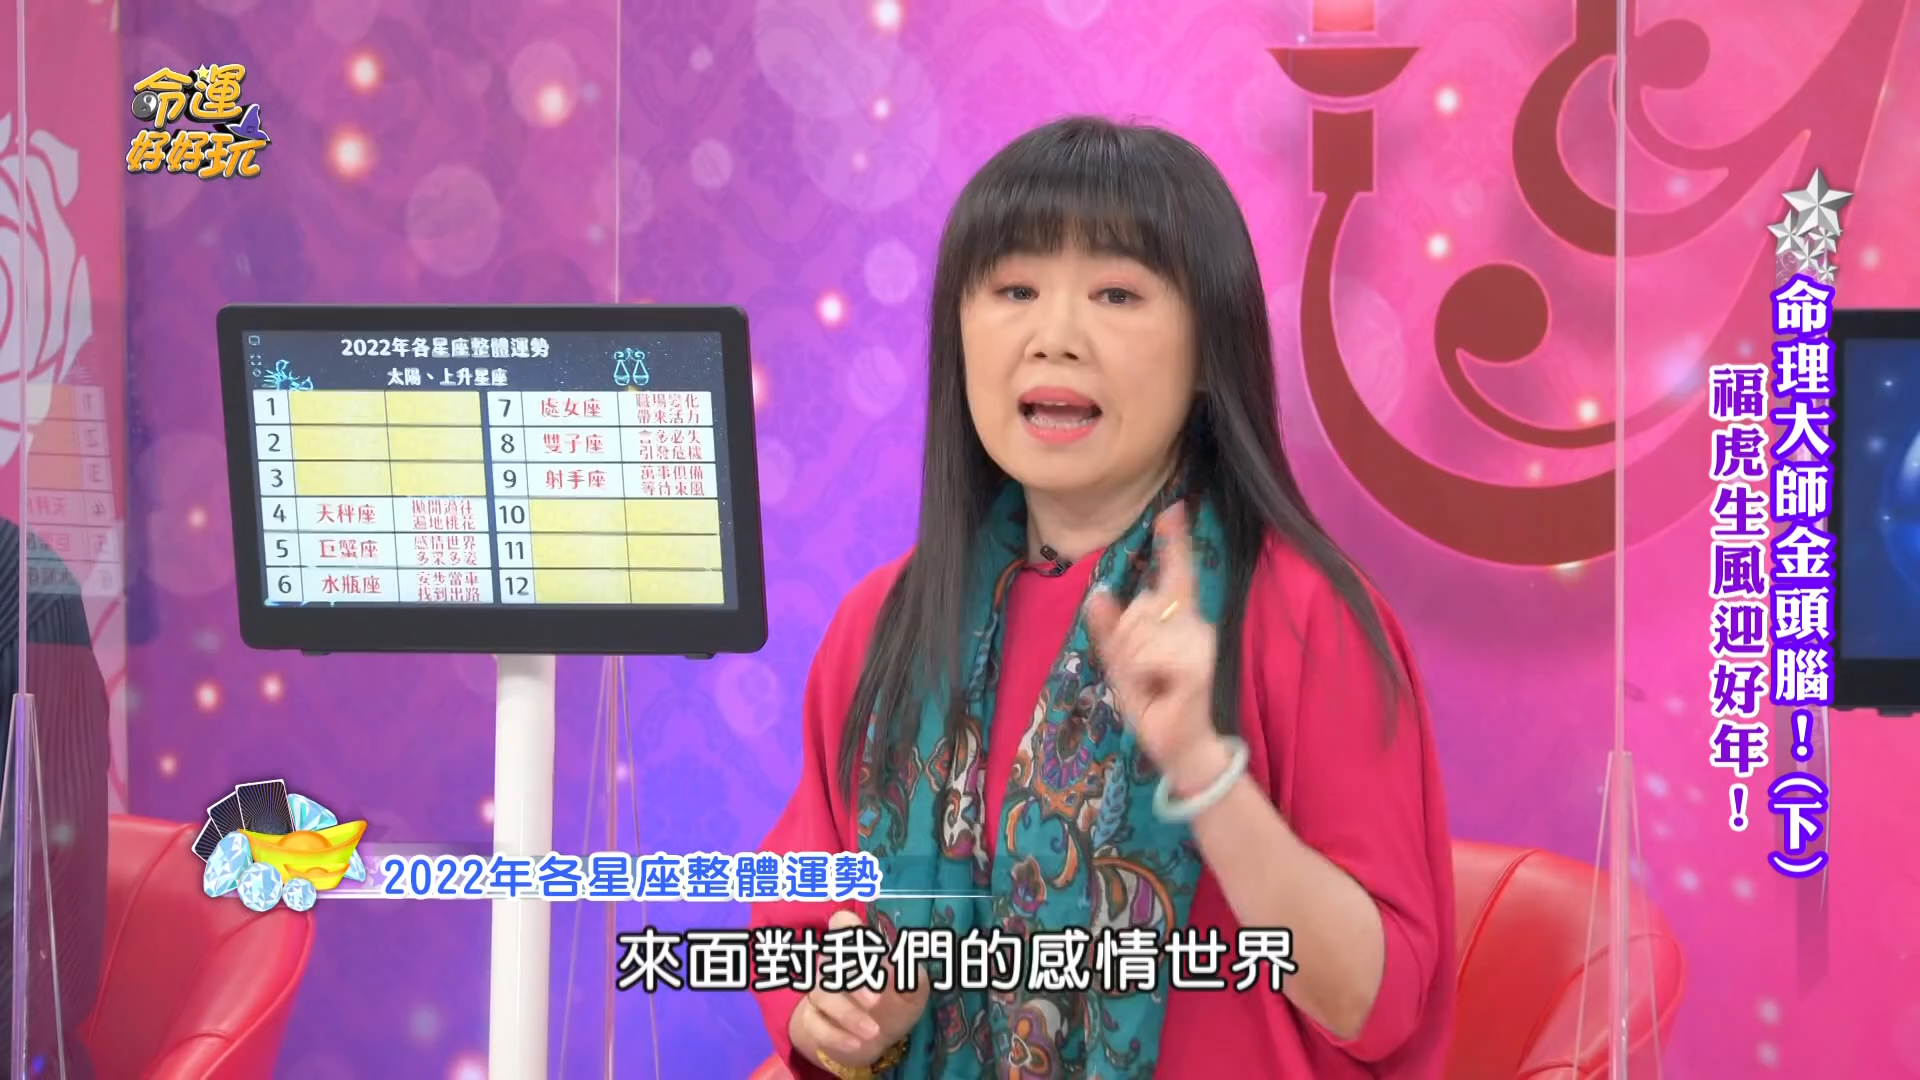 命運
好好玩
2022年各星座整體運勢
太陽、上升星座
1
2
3
4 天秤座 拋開過往
遍地桃花
5 巨蟹座 感情世界
多采多姿
6 水瓶座 安步當車
找到出路
7 處女座 職場變化
帶來活力
8 雙子座 言多必失
引發危機
9 射手座 萬事俱備
等待東風
10
11
12
命理大師金頭腦！（下）
福虎生風迎好年！
2022年各星座整體運勢
來面對我們的感情世界